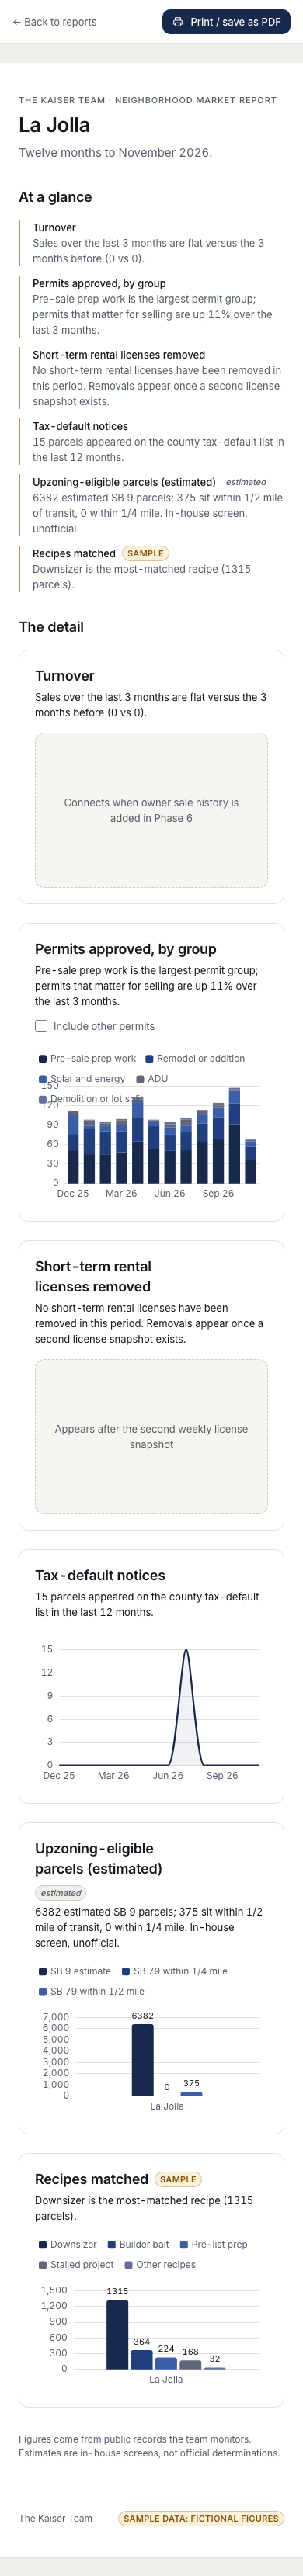 ← Back to reports
Print / save as PDF
THE KAISER TEAM · NEIGHBORHOOD MARKET REPORT
La Jolla
Twelve months to November 2026.
At a glance
Turnover
Sales over the last 3 months are flat versus the 3
months before (0 vs 0).
Permits approved, by group
Pre-sale prep work is the largest permit group;
permits that matter for selling are up 11% over the
last 3 months.
Short-term rental licenses removed
No short-term rental licenses have been removed in
this period. Removals appear once a second license
snapshot exists.
Tax-default notices
15 parcels appeared on the county tax-default list in
the last 12 months.
Upzoning-eligible parcels (estimated) estimated
6382 estimated SB 9 parcels; 375 sit within 1/2 mile
of transit, 0 within 1/4 mile. In-house screen,
unofficial.
Recipes matched SAMPLE
Downsizer is the most-matched recipe (1315
parcels).
The detail
Turnover
Sales over the last 3 months are flat versus the 3
months before (0 vs 0).
Connects when owner sale history is
added in Phase 6
Permits approved, by group
Pre-sale prep work is the largest permit group;
permits that matter for selling are up 11% over
the last 3 months.
Include other permits
Pre-sale prep work Remodel or addition
Solar and energy ADU
Demolition or lot split
150
120
90
60
30
0
Dec 25 Mar 26 Jun 26 Sep 26
Short-term rental
licenses removed
No short-term rental licenses have been
removed in this period. Removals appear once a
second license snapshot exists.
Appears after the second weekly license
snapshot
Tax-default notices
15 parcels appeared on the county tax-default
list in the last 12 months.
15
12
9
6
3
0
Dec 25 Mar 26 Jun 26 Sep 26
Upzoning-eligible
parcels (estimated)
estimated
6382 estimated SB 9 parcels; 375 sit within 1/2
mile of transit, 0 within 1/4 mile. In-house
screen, unofficial.
SB 9 estimate SB 79 within 1/4 mile
SB 79 within 1/2 mile
7,000
6,000
5,000
4,000
3,000
2,000
1,000
0
6382 0 375
La Jolla
Recipes matched SAMPLE
Downsizer is the most-matched recipe (1315
parcels).
Downsizer Builder bait Pre-list prep
Stalled project Other recipes
1,500
1,200
900
600
300
0
1315 364 224 168 32
La Jolla
Figures come from public records the team monitors.
Estimates are in-house screens, not official determinations.
The Kaiser Team SAMPLE DATA: FICTIONAL FIGURES